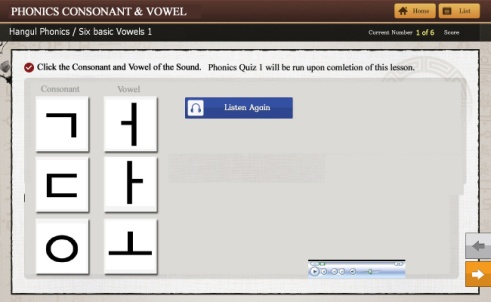 PHONICS CONSONANT & VOWEL
Home
List
Hangul Phonics / Six basic Vowels 1
Current Number 1 of 6 Score
Click the Consonant and Vowel of the Sound. Phonics Quiz 1 will be run upon comletion of this lesson.
Consonant Vowel
Listen Again
ㄱ ㅓ
ㄷ ㅏ
ㅇ ㅗ